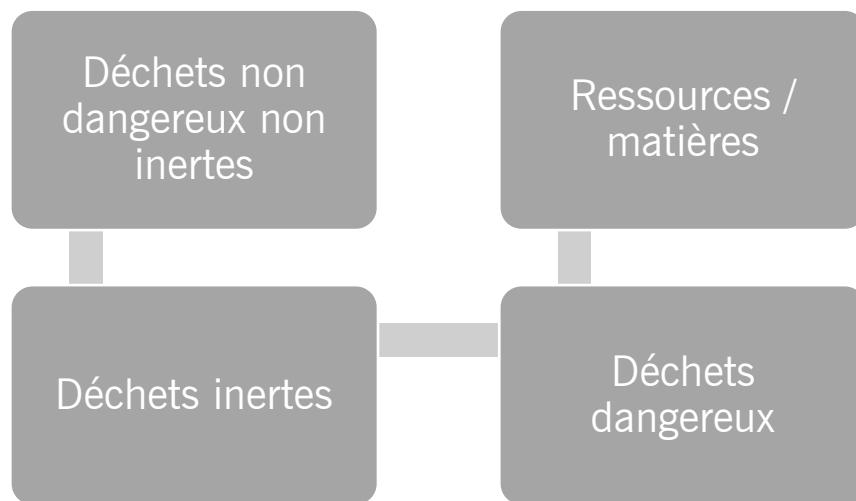 Déchets non
dangereux non
inertes
Ressources /
matières
Déchets inertes
Déchets
dangereux